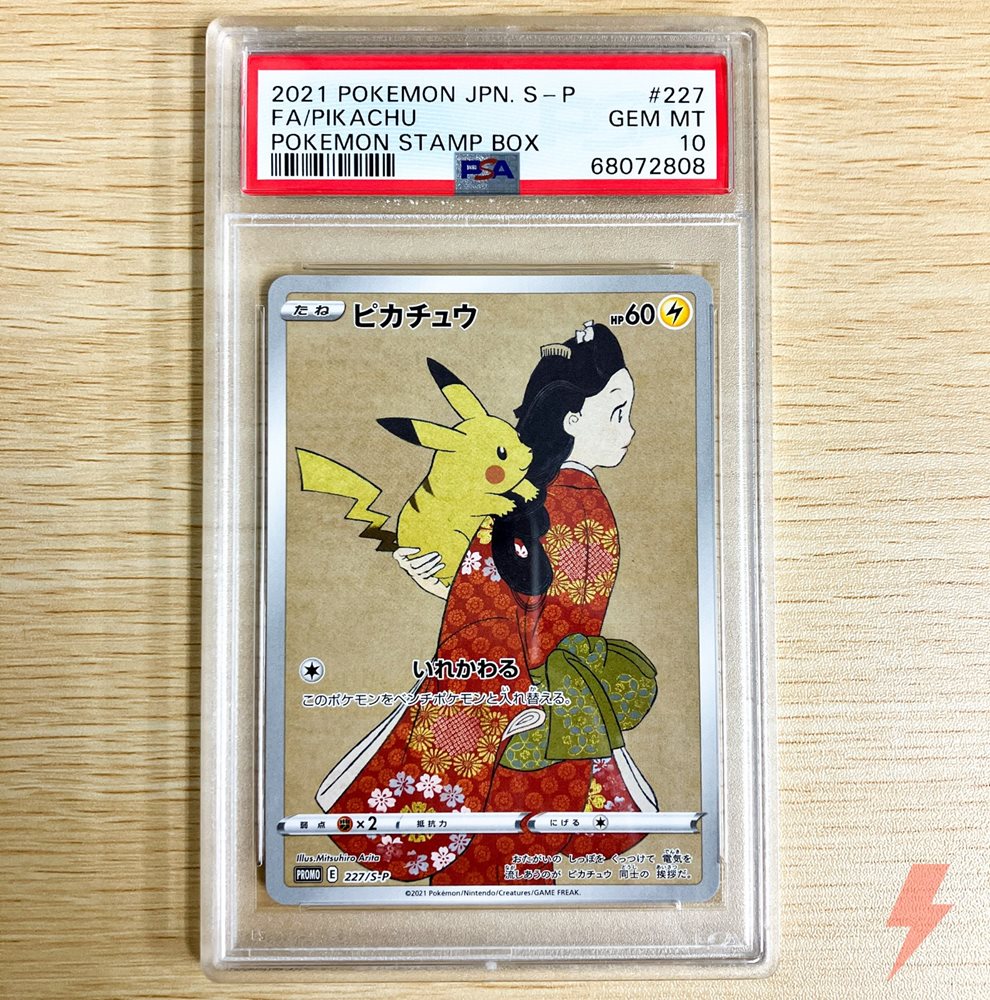 2021 POKEMON JPN. S-P #227
FA/PIKACHU GEM MT
POKEMON STAMP BOX 10
PSA 68072808
たね ピカチュウ HP60
いれかわる
このポケモンをベンチポケモンと入れ替える。
弱点 ×2 抵抗力 にげる
Illus.Mitsuhiro Arita
おたがいの しっぽを くっつけて 電気を
流しあうのが ピカチュウ 同士の 挨拶だ。
PROMO E 227/S-P
©2021 Pokémon/Nintendo/Creatures/GAME FREAK.